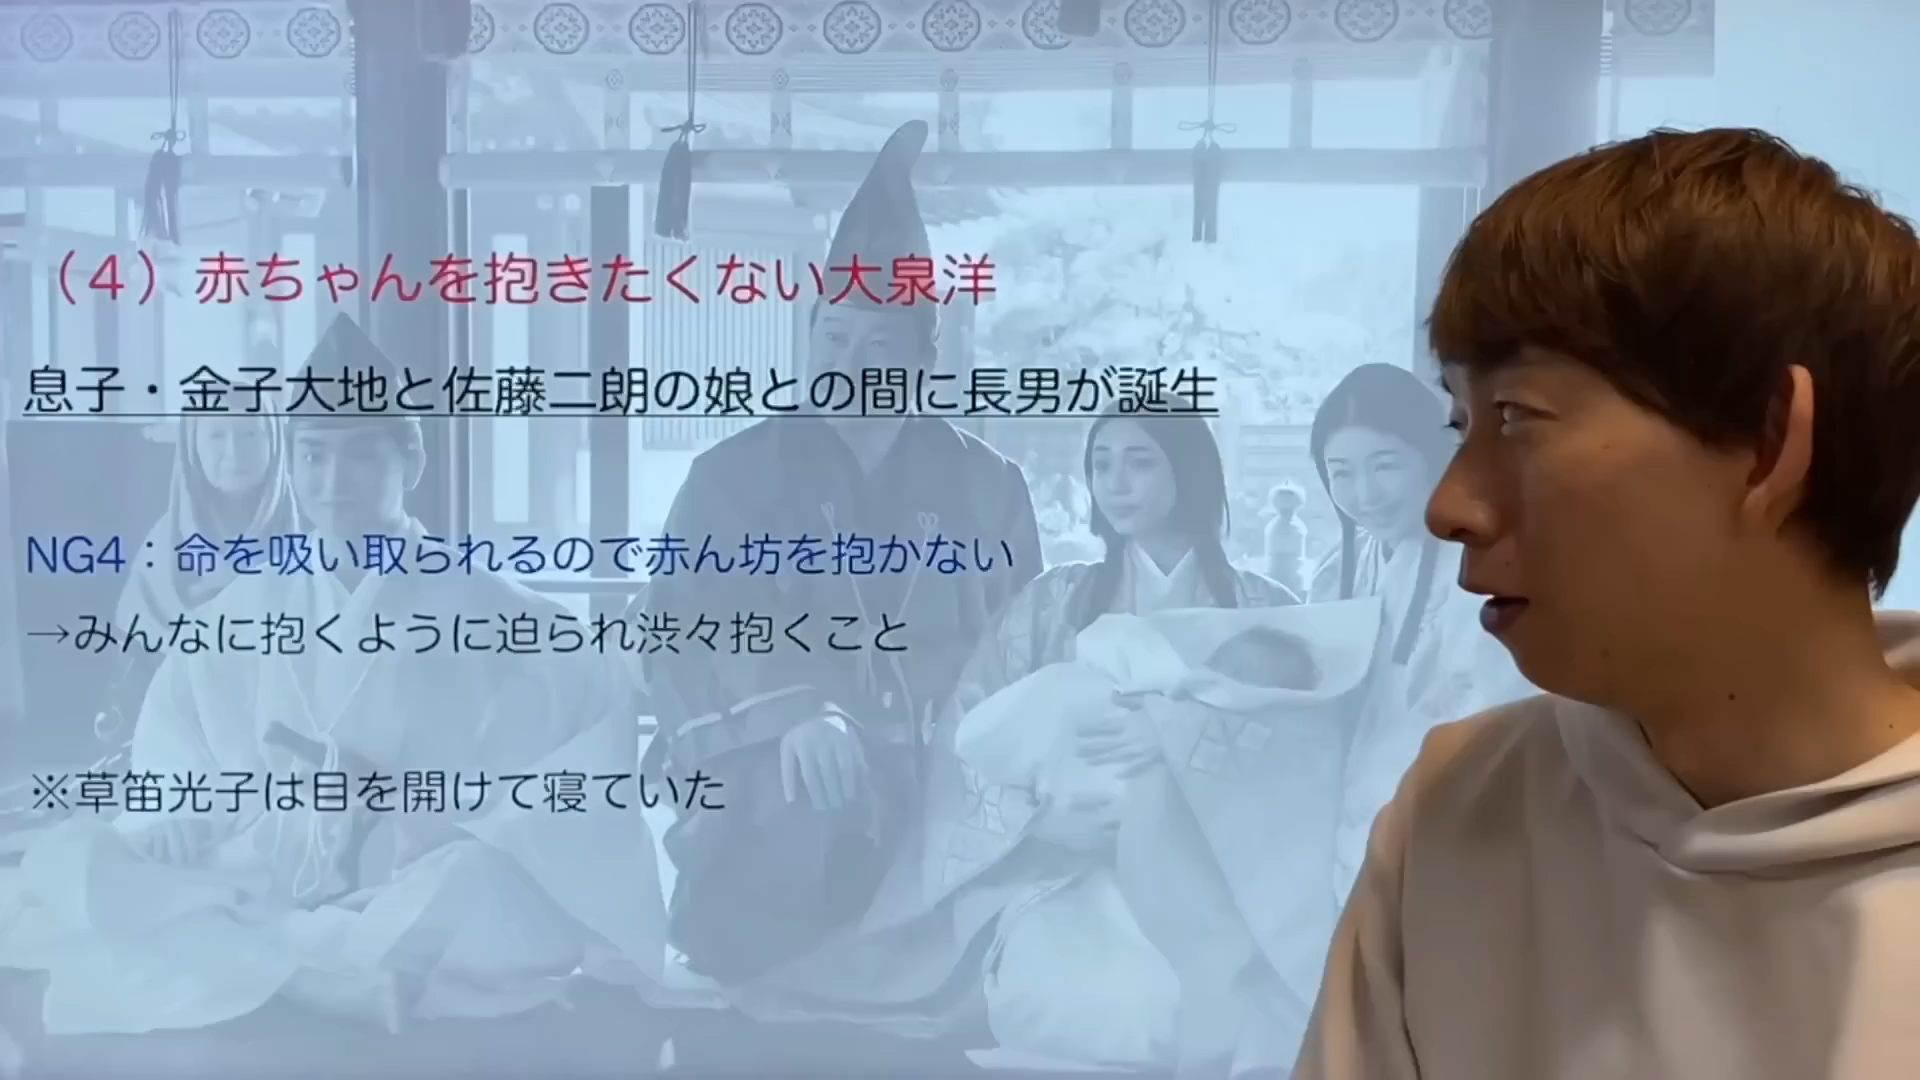 （4）赤ちゃんを抱きたくない大泉洋
息子・金子大地と佐藤二朗の娘との間に長男が誕生
NG4：命を吸い取られるので赤ん坊を抱かない
→みんなに抱くように迫られ渋々抱くこと
※草笛光子は目を開けて寝ていた